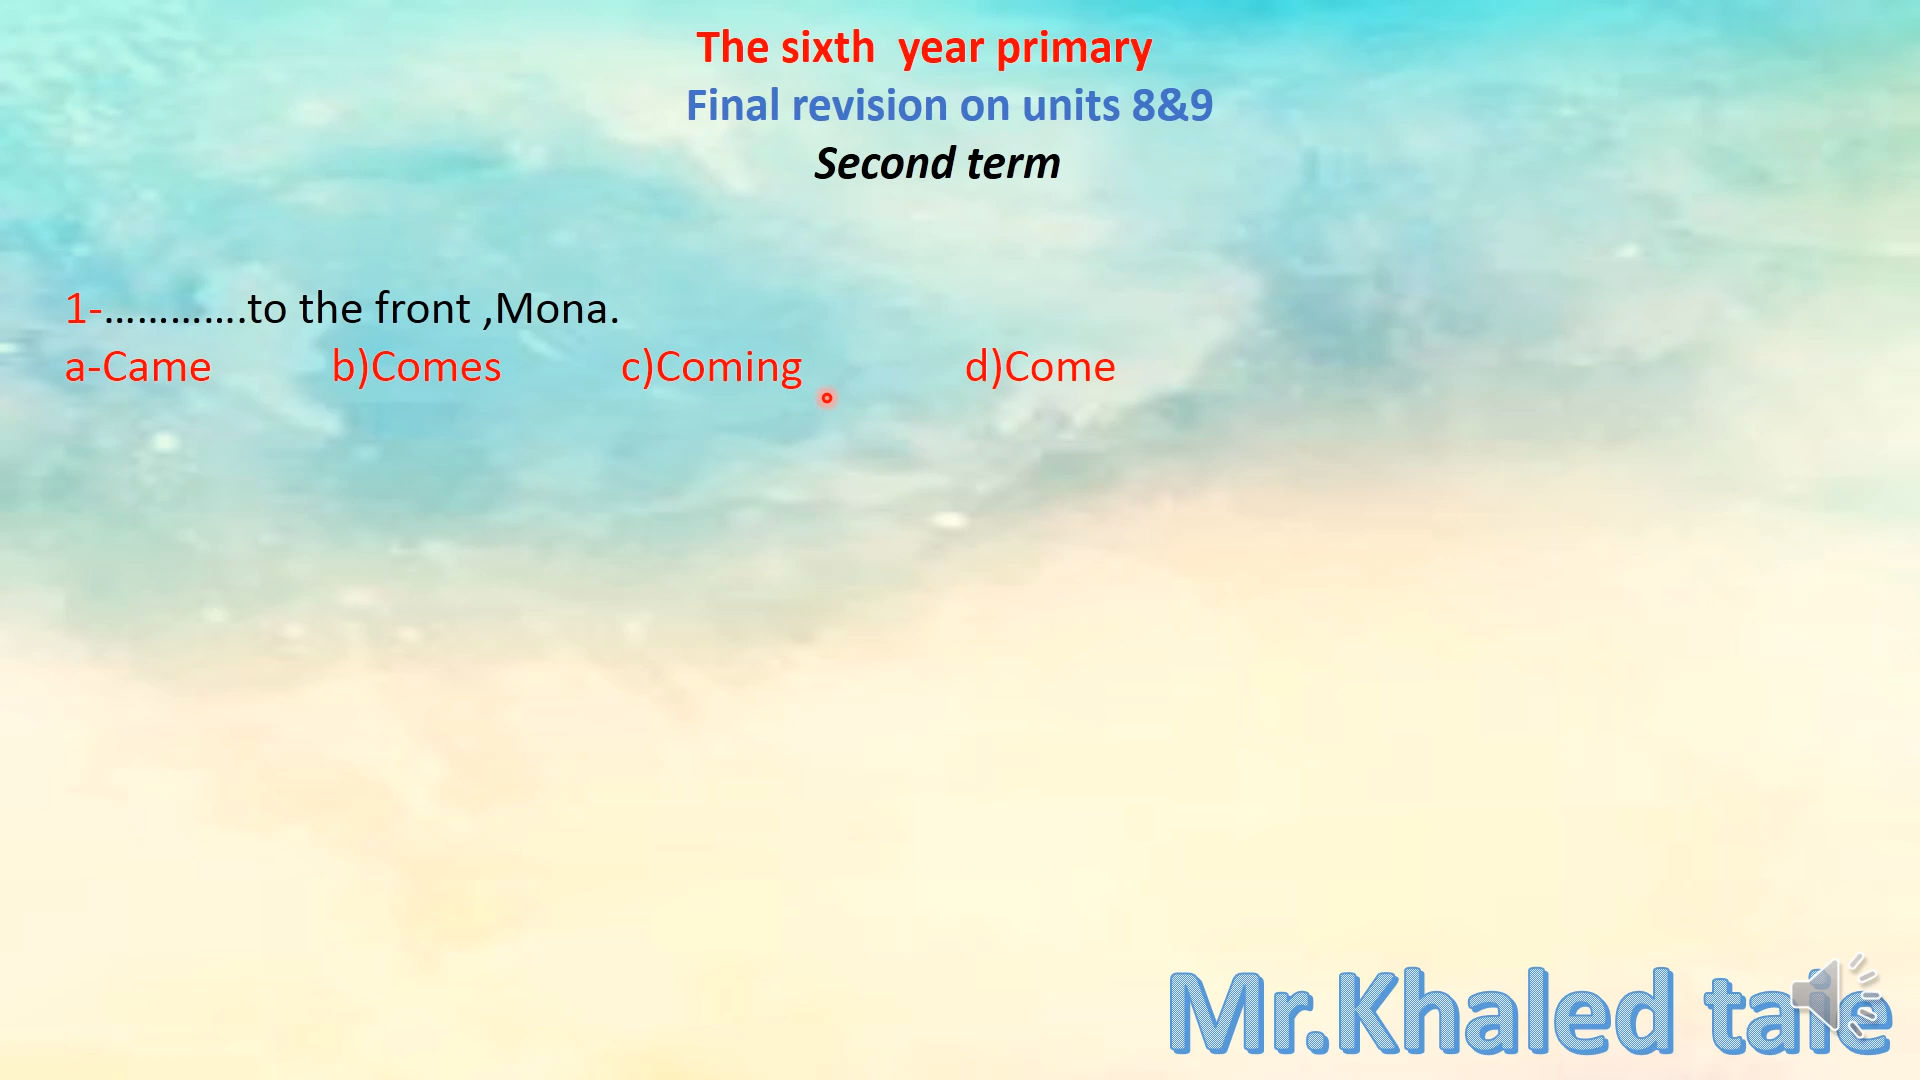 The sixth year primary
Final revision on units 8&9
Second term
1-………….to the front ,Mona.
a-Came b)Comes c)Coming d)Come
Mr.Khaled